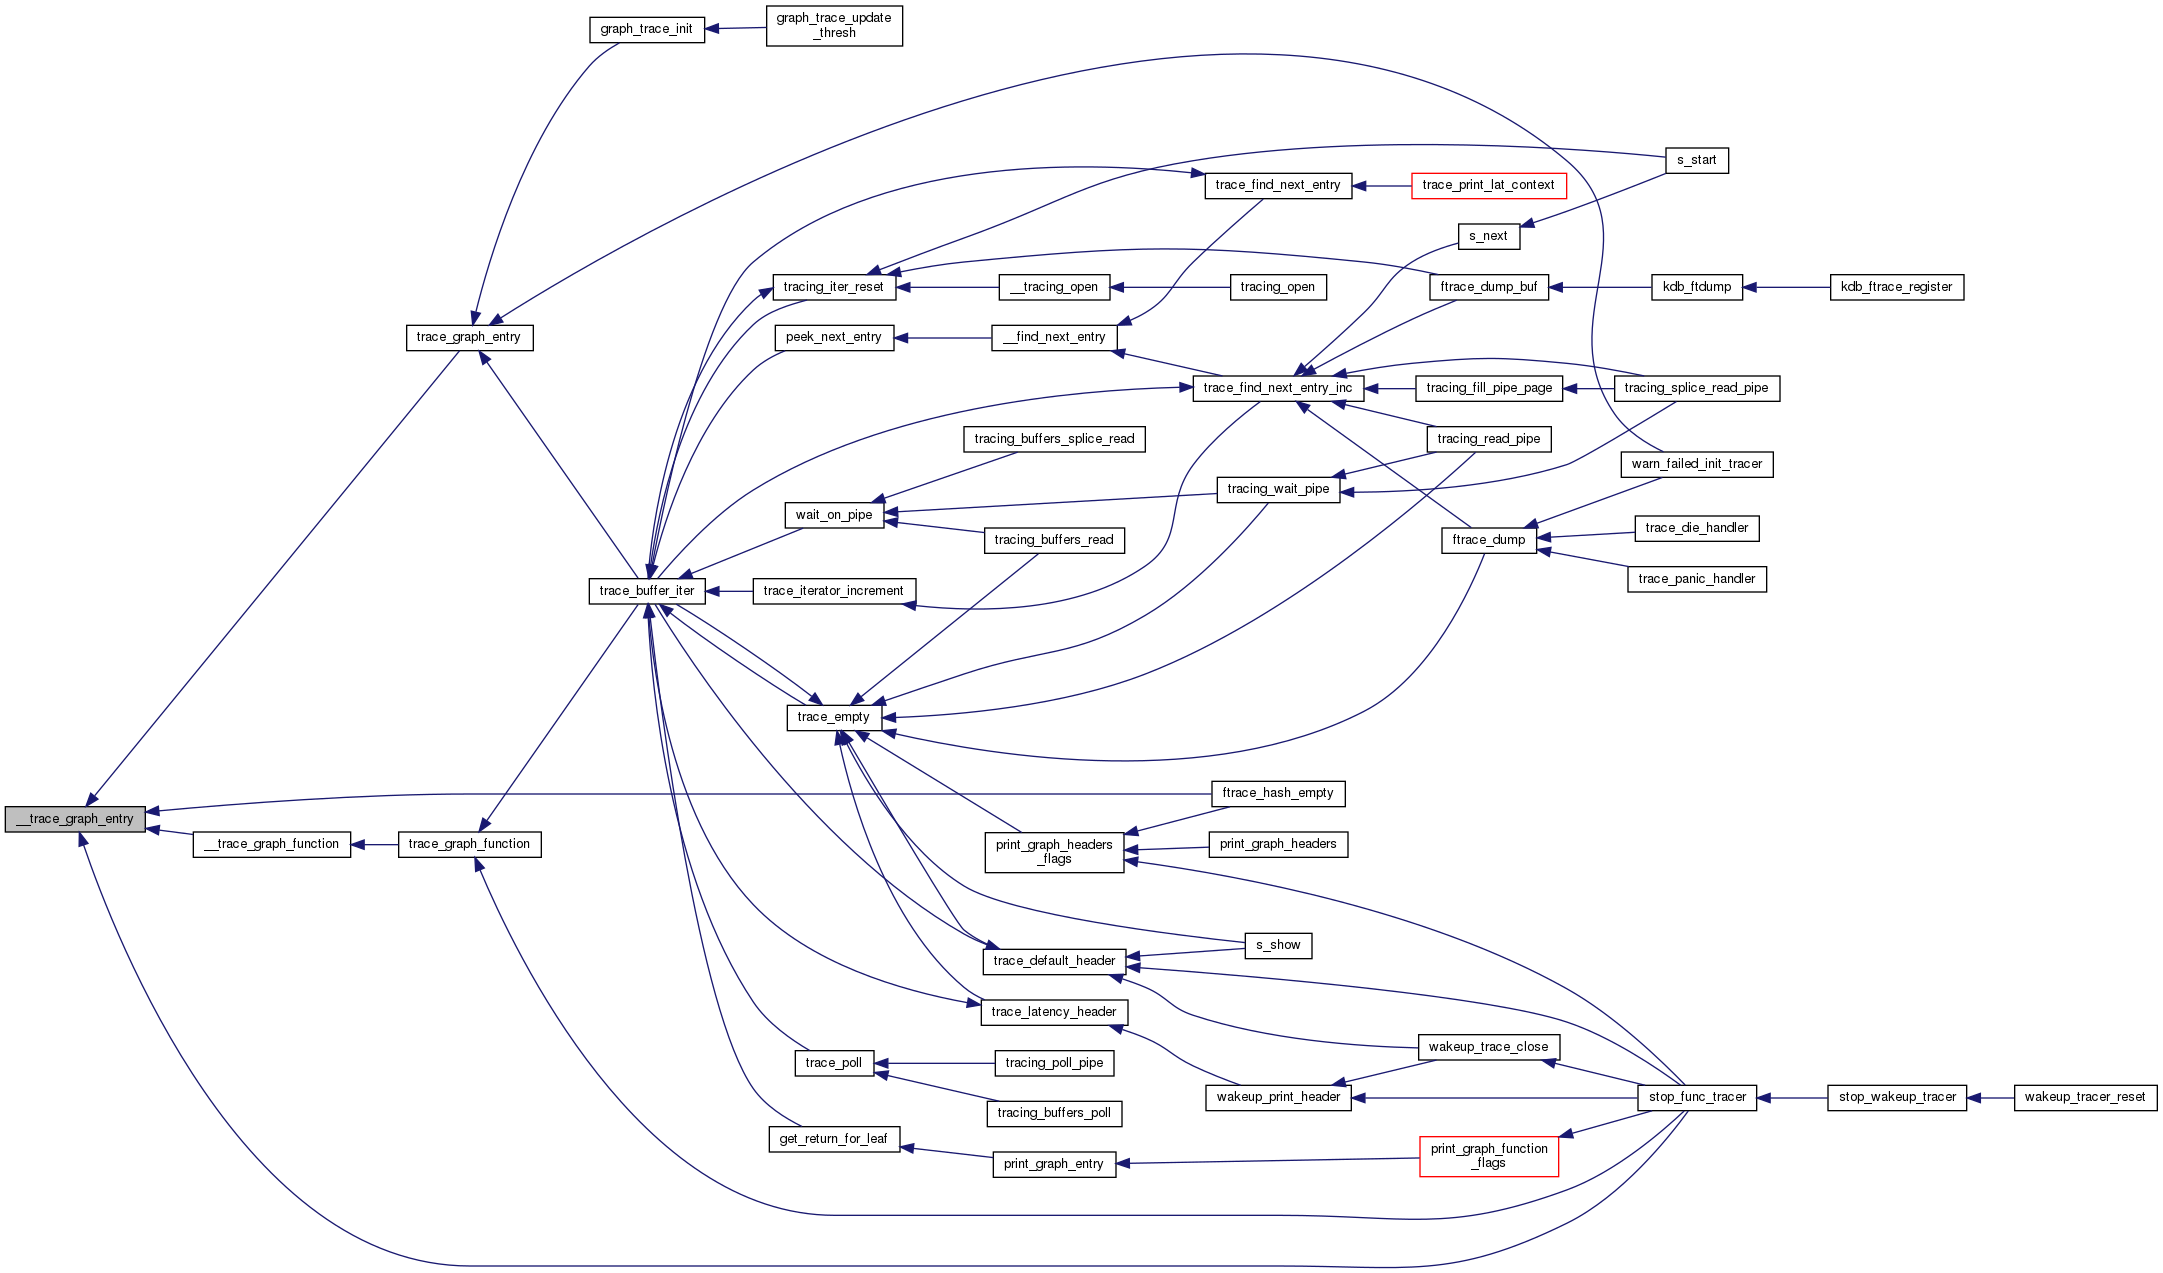 graph_trace_init
graph_trace_update
_thresh
s_start
trace_find_next_entry
trace_print_lat_context
s_next
tracing_iter_reset
__tracing_open
tracing_open
ftrace_dump_buf
kdb_ftdump
kdb_ftrace_register
trace_graph_entry
peek_next_entry
__find_next_entry
trace_find_next_entry_inc
tracing_fill_pipe_page
tracing_splice_read_pipe
tracing_buffers_splice_read
tracing_read_pipe
warn_failed_init_tracer
tracing_wait_pipe
wait_on_pipe
trace_die_handler
tracing_buffers_read
ftrace_dump
trace_panic_handler
trace_buffer_iter
trace_iterator_increment
trace_empty
ftrace_hash_empty
__trace_graph_entry
__trace_graph_function
trace_graph_function
print_graph_headers
_flags
print_graph_headers
s_show
trace_default_header
trace_latency_header
wakeup_trace_close
trace_poll
tracing_poll_pipe
wakeup_print_header
stop_func_tracer
stop_wakeup_tracer
wakeup_tracer_reset
tracing_buffers_poll
get_return_for_leaf
print_graph_entry
print_graph_function
_flags